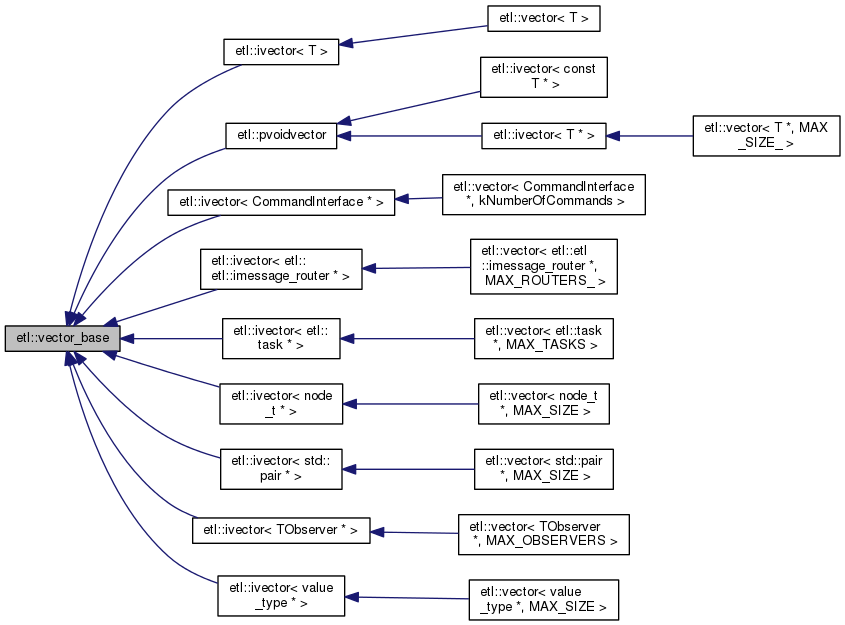 etl::vector< T >
etl::ivector< T >
etl::ivector< const
T * >
etl::pvoidvector
etl::ivector< T * >
etl::vector< T *, MAX
_SIZE_ >
etl::ivector< CommandInterface * >
etl::vector< CommandInterface
*, kNumberOfCommands >
etl::ivector< etl::
etl::imessage_router * >
etl::vector< etl::etl
::imessage_router *,
MAX_ROUTERS_ >
etl::vector_base
etl::ivector< etl::
task * >
etl::vector< etl::task
*, MAX_TASKS >
etl::ivector< node
_t * >
etl::vector< node_t
*, MAX_SIZE >
etl::ivector< std::
pair * >
etl::vector< std::pair
*, MAX_SIZE >
etl::ivector< TObserver * >
etl::vector< TObserver
*, MAX_OBSERVERS >
etl::ivector< value
_type * >
etl::vector< value
_type *, MAX_SIZE >